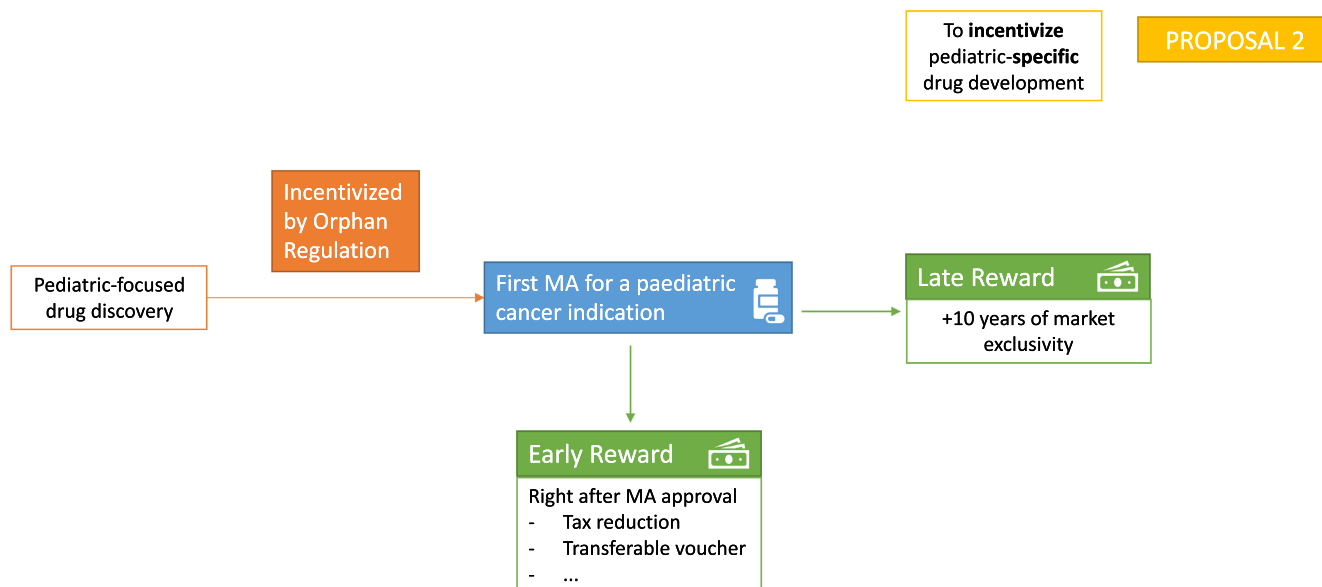 To incentivize
pediatric-specific
drug development
PROPOSAL 2
Incentivized
by Orphan
Regulation
Pediatric-focused
drug discovery
First MA for a paediatric
cancer indication
Late Reward
+10 years of market
exclusivity
Early Reward
Right after MA approval
- Tax reduction
- Transferable voucher
- ...